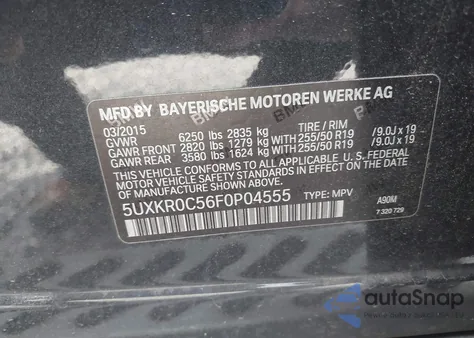 MFD BY BAYERISCHE MOTOREN WERKE AG
03/2015 TIRE / RIM
GVWR 6250 lbs 2835 kg
GAWR FRONT 2820 lbs 1279 kg WITH 255/50 R19 /9.0J x 19
GAWR REAR 3580 lbs 1624 kg WITH 255/50 R19 /9.0J x 19
THIS VEHICLE CONFORMS TO ALL APPLICABLE U.S. FEDERAL
MOTOR VEHICLE SAFETY STANDARDS IN EFFECT ON THE DATE
OF MANUFACTURE SHOWN ABOVE.
5UXKR0C56F0P04555 TYPE: MPV
A90M
7 320 729
autoSnap